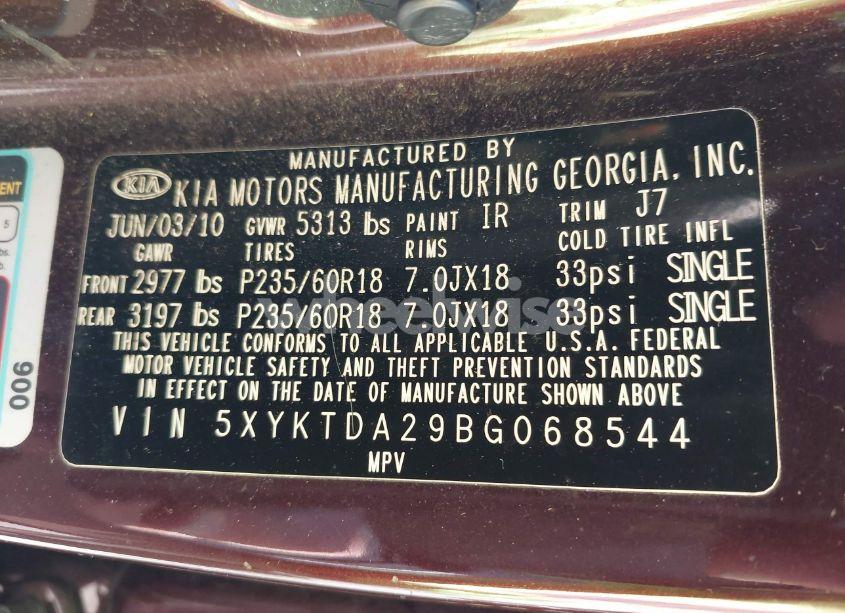 MANUFACTURED BY
KIA KIA MOTORS MANUFACTURING GEORGIA, INC.
JUN/03/10 GVWR 5313 lbs PAINT IR TRIM J7
GAWR TIRES RIMS COLD TIRE INFL
FRONT 2977 lbs P235/60R18 7.0JX18 33psi SINGLE
REAR 3197 lbs P235/60R18 7.0JX18 33psi SINGLE
THIS VEHICLE CONFORMS TO ALL APPLICABLE U.S.A. FEDERAL
MOTOR VEHICLE SAFETY AND THEFT PREVENTION STANDARDS
IN EFFECT ON THE DATE OF MANUFACTURE SHOWN ABOVE
VIN 5XYKTDA29BG068544
MPV
5
006